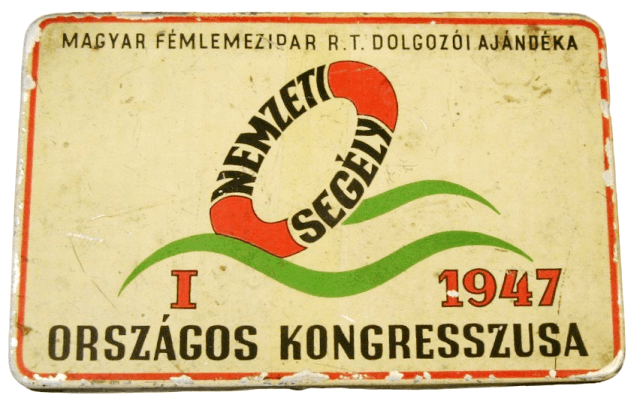 MAGYAR FÉMLEMEZIPAR R.T. DOLGOZÓI AJÁNDÉKA
NEMZETI
SEGÉLY
I 1947
ORSZÁGOS KONGRESSZUSA